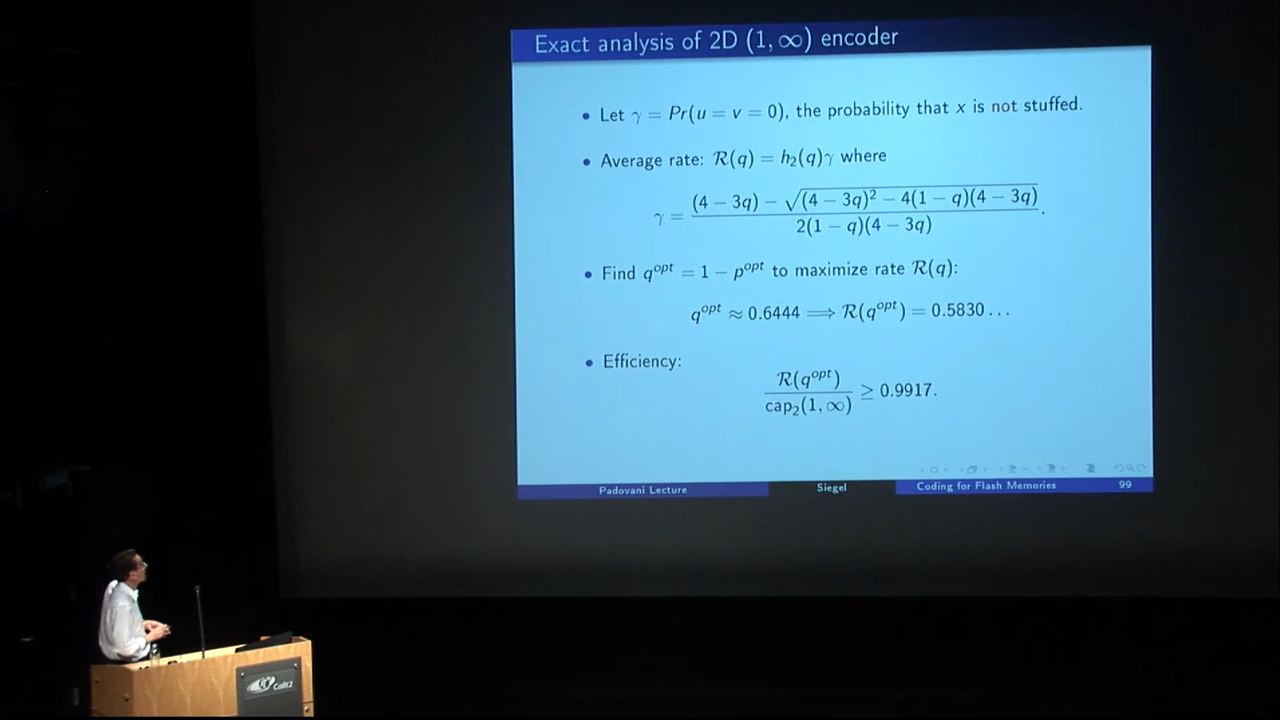 Exact analysis of 2D (1, ∞) encoder
• Let γ = Pr(u = v = 0), the probability that x is not stuffed.
• Average rate: R(q) = h₂(q)γ where
γ = ((4 − 3q) − √((4 − 3q)² − 4(1 − q)(4 − 3q))) / (2(1 − q)(4 − 3q)).
• Find q^opt = 1 − p^opt to maximize rate R(q):
q^opt ≈ 0.6444 ⟹ R(q^opt) = 0.5830...
• Efficiency:
R(q^opt) / cap₂(1, ∞) ≥ 0.9917.
Padovani Lecture Siegel Coding for Flash Memories 99
Calit2